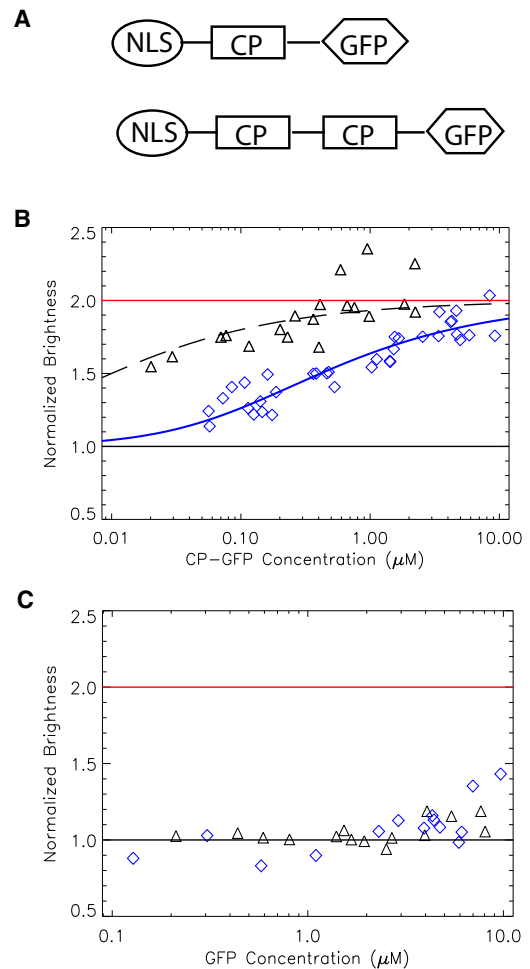 A
NLS CP GFP
NLS CP CP GFP
B
2.5
2.0
1.5
1.0
0.5
Normalized Brightness
0.01 0.10 1.00 10.00
CP-GFP Concentration (μM)
C
2.5
2.0
1.5
1.0
0.5
Normalized Brightness
0.1 1.0 10.0
GFP Concentration (μM)